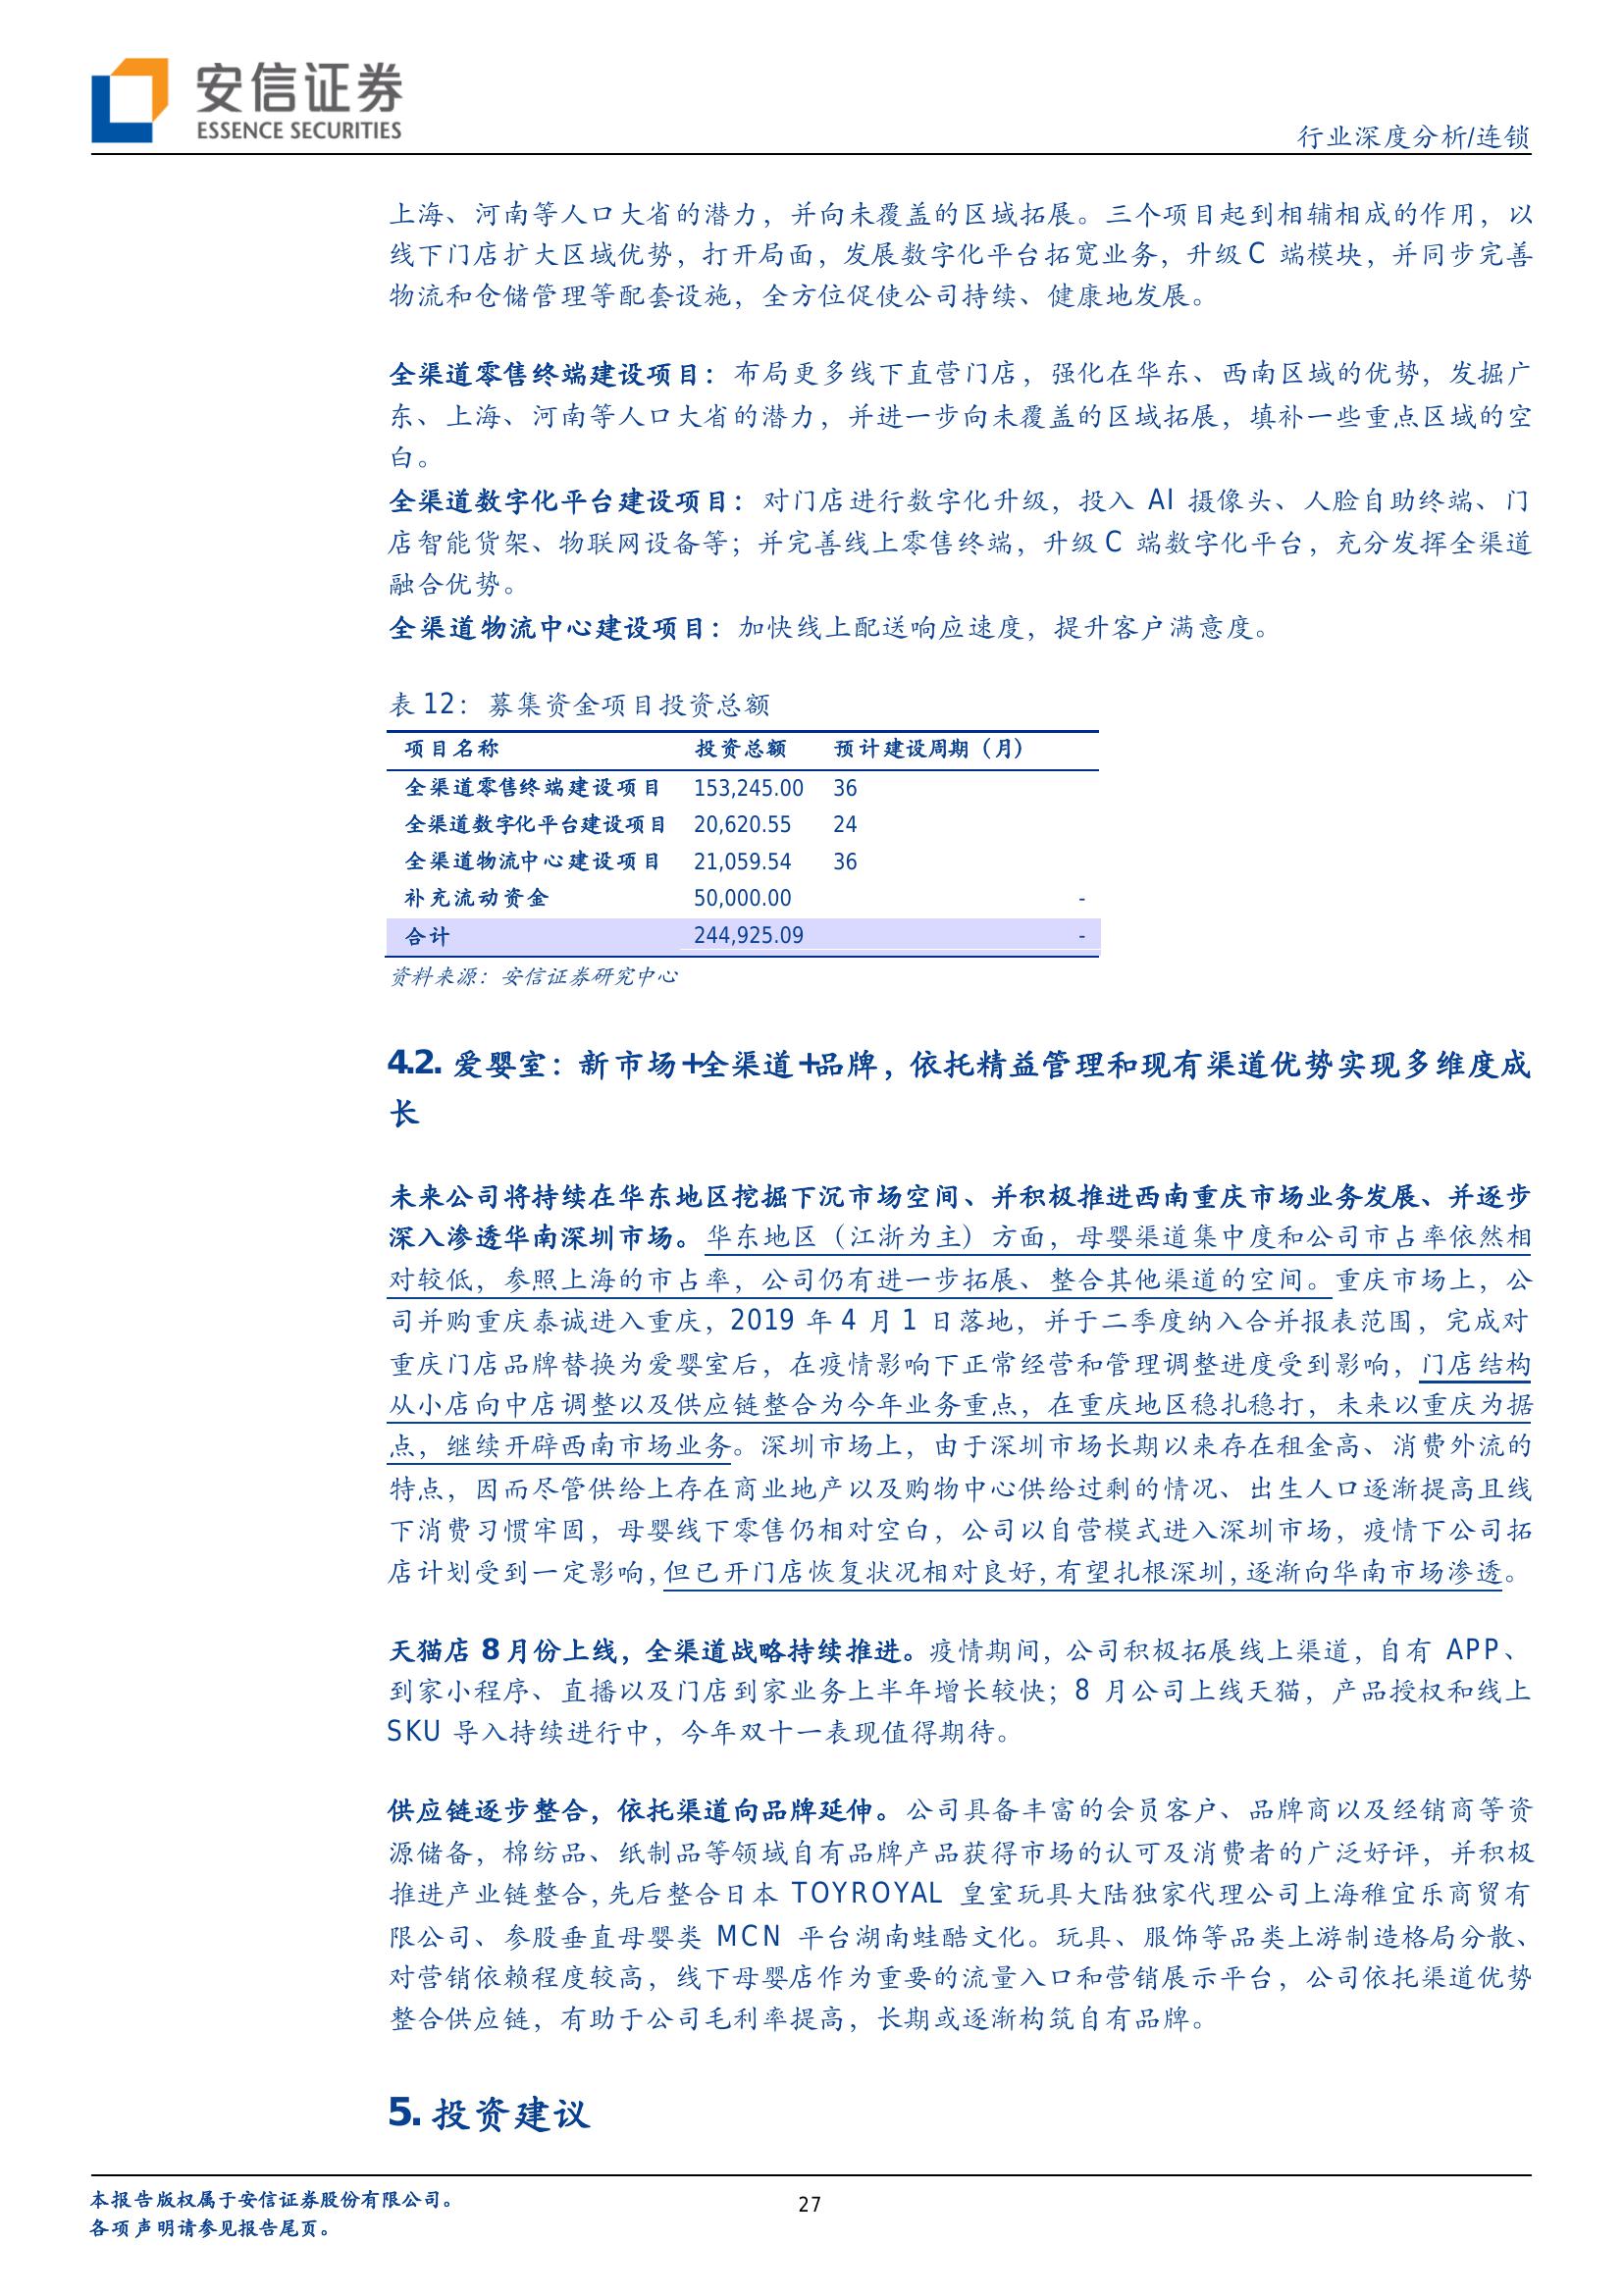 安信证券
ESSENCE SECURITIES
行业深度分析/连锁
上海、河南等人口大省的潜力，并向未覆盖的区域拓展。三个项目起到相辅相成的作用，以
线下门店扩大区域优势，打开局面，发展数字化平台拓宽业务，升级 C 端模块，并同步完善
物流和仓储管理等配套设施，全方位促使公司持续、健康地发展。
全渠道零售终端建设项目：布局更多线下直营门店，强化在华东、西南区域的优势，发掘广
东、上海、河南等人口大省的潜力，并进一步向未覆盖的区域拓展，填补一些重点区域的空
白。
全渠道数字化平台建设项目：对门店进行数字化升级，投入 AI 摄像头、人脸自助终端、门
店智能货架、物联网设备等；并完善线上零售终端，升级 C 端数字化平台，充分发挥全渠道
融合优势。
全渠道物流中心建设项目：加快线上配送响应速度，提升客户满意度。
表 12：募集资金项目投资总额
项目名称 投资总额 预计建设周期（月）
全渠道零售终端建设项目 153,245.00 36
全渠道数字化平台建设项目 20,620.55 24
全渠道物流中心建设项目 21,059.54 36
补充流动资金 50,000.00 -
合计 244,925.09 -
资料来源：安信证券研究中心
4.2. 爱婴室：新市场+全渠道+品牌，依托精益管理和现有渠道优势实现多维度成
长
未来公司将持续在华东地区挖掘下沉市场空间、并积极推进西南重庆市场业务发展、并逐步
深入渗透华南深圳市场。华东地区（江浙为主）方面，母婴渠道集中度和公司市占率依然相
对较低，参照上海的市占率，公司仍有进一步拓展、整合其他渠道的空间。重庆市场上，公
司并购重庆泰诚进入重庆，2019 年 4 月 1 日落地，并于二季度纳入合并报表范围，完成对
重庆门店品牌替换为爱婴室后，在疫情影响下正常经营和管理调整进度受到影响，门店结构
从小店向中店调整以及供应链整合为今年业务重点，在重庆地区稳扎稳打，未来以重庆为据
点，继续开辟西南市场业务。深圳市场上，由于深圳市场长期以来存在租金高、消费外流的
特点，因而尽管供给上存在商业地产以及购物中心供给过剩的情况、出生人口逐渐提高且线
下消费习惯牢固，母婴线下零售仍相对空白，公司以自营模式进入深圳市场，疫情下公司拓
店计划受到一定影响，但已开门店恢复状况相对良好，有望扎根深圳，逐渐向华南市场渗透。
天猫店 8 月份上线，全渠道战略持续推进。疫情期间，公司积极拓展线上渠道，自有 APP、
到家小程序、直播以及门店到家业务上半年增长较快；8 月公司上线天猫，产品授权和线上
SKU 导入持续进行中，今年双十一表现值得期待。
供应链逐步整合，依托渠道向品牌延伸。公司具备丰富的会员客户、品牌商以及经销商等资
源储备，棉纺品、纸制品等领域自有品牌产品获得市场的认可及消费者的广泛好评，并积极
推进产业链整合，先后整合日本 TOYROYAL 皇室玩具大陆独家代理公司上海稚宜乐商贸有
限公司、参股垂直母婴类 MCN 平台湖南蛙酷文化。玩具、服饰等品类上游制造格局分散、
对营销依赖程度较高，线下母婴店作为重要的流量入口和营销展示平台，公司依托渠道优势
整合供应链，有助于公司毛利率提高，长期或逐渐构筑自有品牌。
5. 投资建议
本报告版权属于安信证券股份有限公司。
27
各项声明请参见报告尾页。